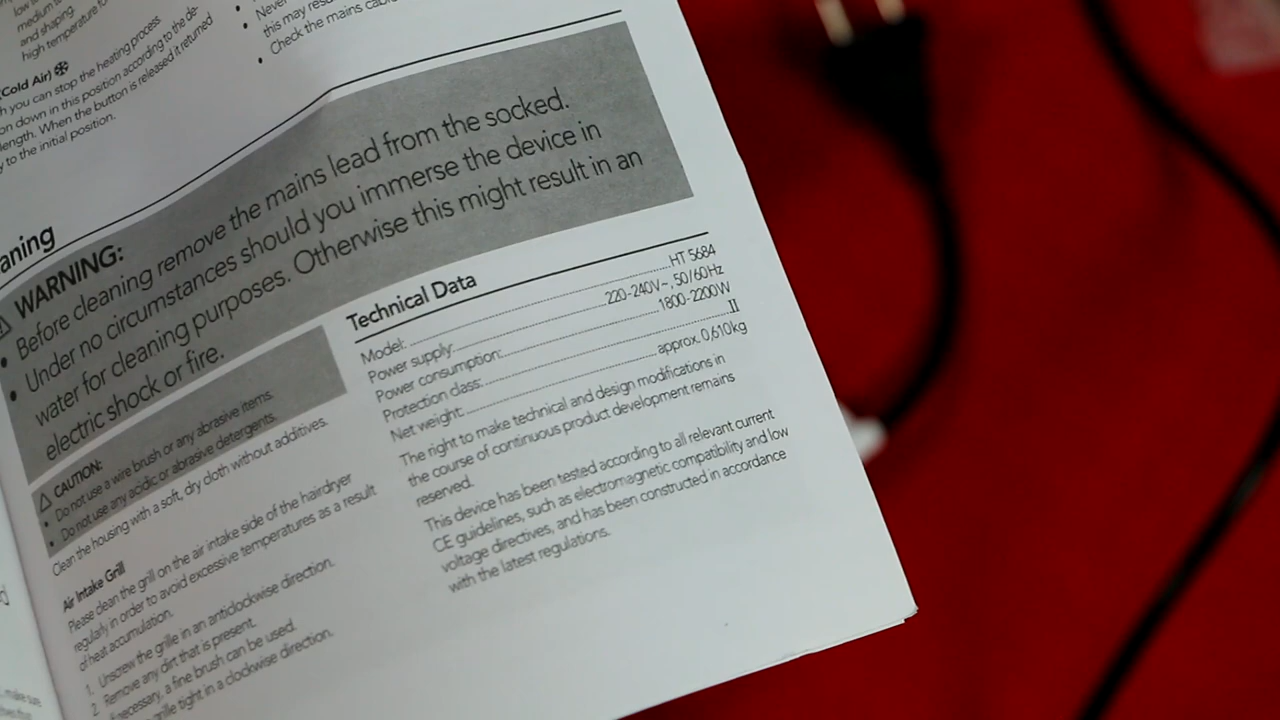 medium to
and shaping.
high temperature for
(Cold Air)
you can stop the heating process
on down in this position according to the de-
length. When the button is released it returned
to the initial position.
Never
this may
Check the mains
aning
WARNING:
• Before cleaning remove the mains lead from the socked.
• Under no circumstances should you immerse the device in
water for cleaning purposes. Otherwise this might result in an
electric shock or fire.
CAUTION:
• Do not use a wire brush or any abrasive items.
• Do not use any acidic or abrasive detergents.
Clean the housing with a soft, dry cloth without additives.
Air Intake Grill
Please clean the grill on the air intake side of the hairdryer
regularly in order to avoid excessive temperatures as a result
of heat accumulation.
1. Unscrew the grille in an anticlockwise direction.
2. Remove any dirt that is present.
necessary, a fine brush can be used.
grille tight in a clockwise direction.
Technical Data
Model: HT 5684
Power supply: 220-240V~, 50/60Hz
Power consumption: 1800-2200W
Protection class: II
Net weight: approx. 0,610kg
The right to make technical and design modifications in
the course of continuous product development remains
reserved.
This device has been tested according to all relevant current
CE guidelines, such as electromagnetic compatibility and low
voltage directives, and has been constructed in accordance
with the latest regulations.
make sure